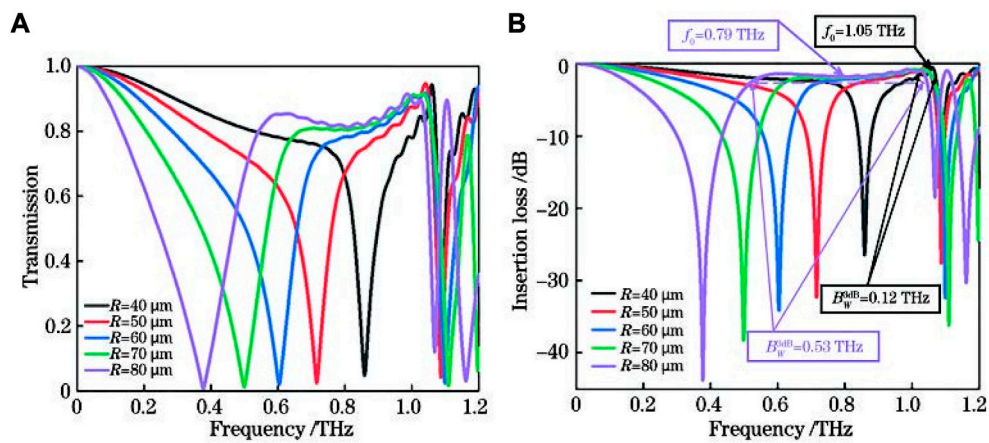 A
Transmission
1.0
0.8
0.6
0.4
0.2
0
R=40 μm
R=50 μm
R=60 μm
R=70 μm
R=80 μm
0
0.2
0.4
0.6
0.8
1.0
1.2
Frequency /THz
B
f₀=0.79 THz
f₀=1.05 THz
Insertion loss /dB
0
−10
−20
−30
−40
R=40 μm
R=50 μm
R=60 μm
R=70 μm
R=80 μm
=0.12 THz
=0.53 THz
0
0.2
0.4
0.6
0.8
1.0
1.2
Frequency /THz